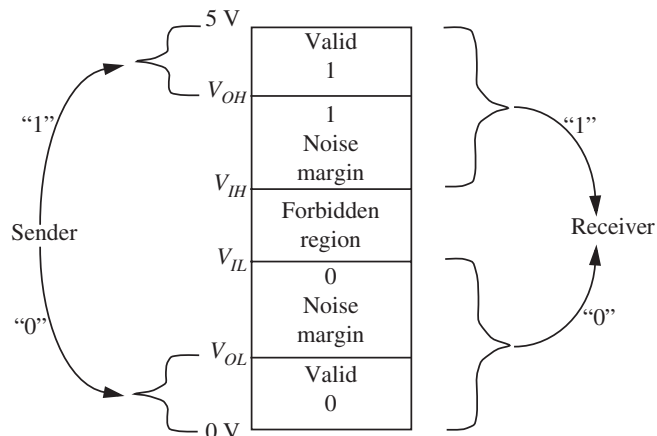 5 V
Valid
1
V_OH
“1”
1
Noise
margin
“1”
V_IH
Sender
Forbidden
region
Receiver
V_IL
0
Noise
margin
“0”
“0”
V_OL
Valid
0
0 V